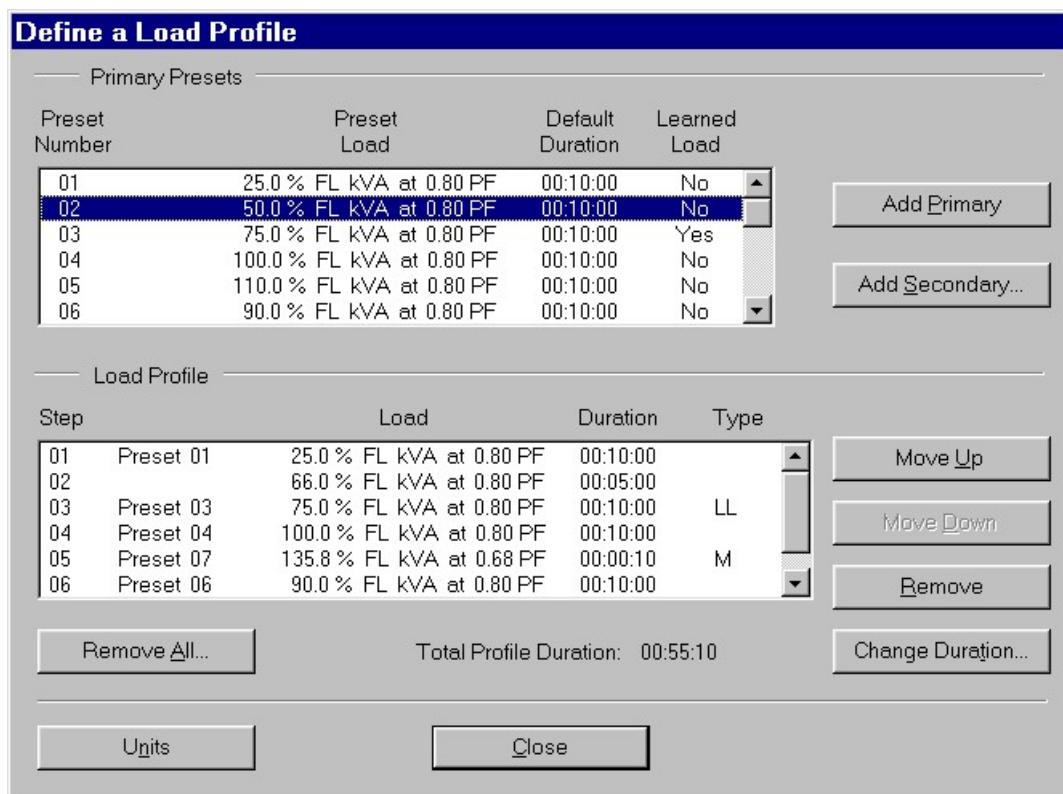 Define a Load Profile
Primary Presets
Preset Number Preset Load Default Duration Learned Load
01 25.0 % FL kVA at 0.80 PF 00:10:00 No
02 50.0 % FL kVA at 0.80 PF 00:10:00 No
03 75.0 % FL kVA at 0.80 PF 00:10:00 Yes
04 100.0 % FL kVA at 0.80 PF 00:10:00 No
05 110.0 % FL kVA at 0.80 PF 00:10:00 No
06 90.0 % FL kVA at 0.80 PF 00:10:00 No
Add Primary
Add Secondary...
Load Profile
Step Load Duration Type
01 Preset 01 25.0 % FL kVA at 0.80 PF 00:10:00
02 66.0 % FL kVA at 0.80 PF 00:05:00
03 Preset 03 75.0 % FL kVA at 0.80 PF 00:10:00 LL
04 Preset 04 100.0 % FL kVA at 0.80 PF 00:10:00
05 Preset 07 135.8 % FL kVA at 0.68 PF 00:00:10 M
06 Preset 06 90.0 % FL kVA at 0.80 PF 00:10:00
Move Up
Move Down
Remove
Remove All... Total Profile Duration: 00:55:10 Change Duration...
Units Close